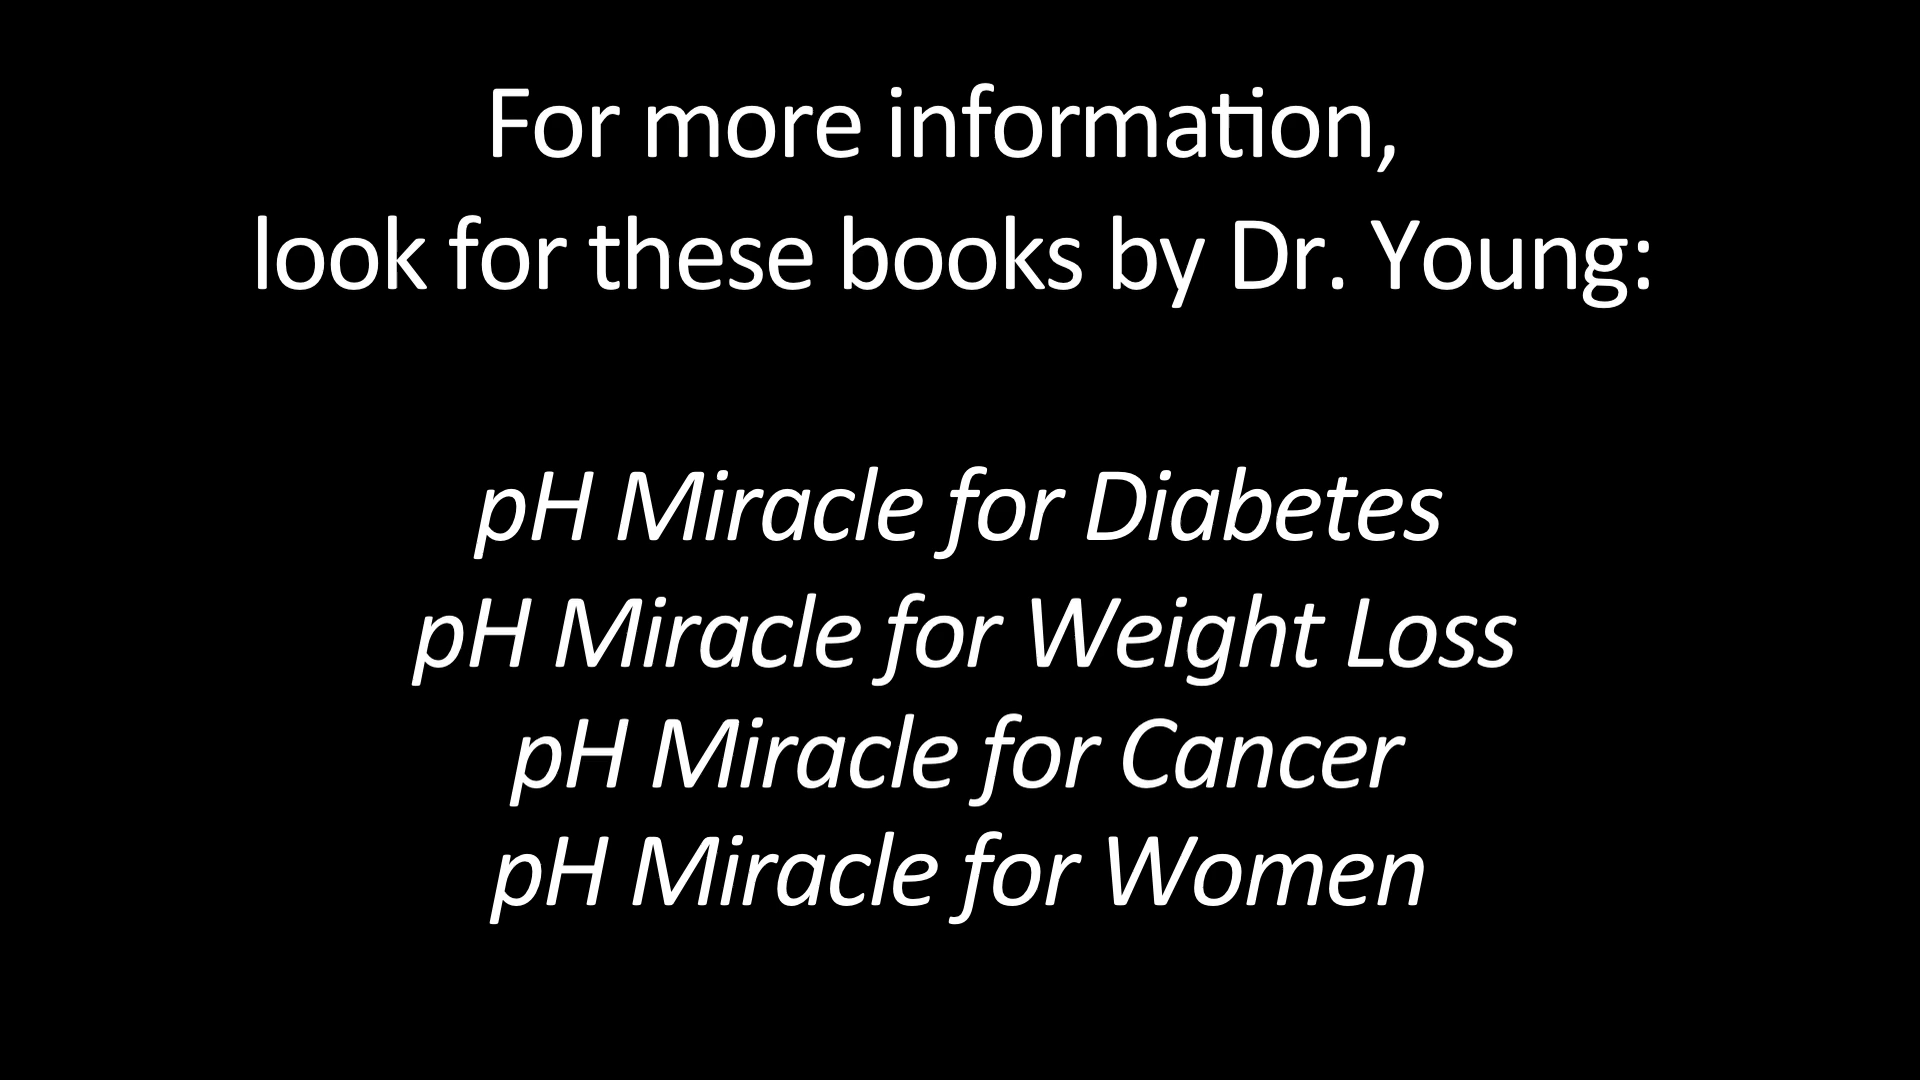 For more information,
look for these books by Dr. Young:
pH Miracle for Diabetes
pH Miracle for Weight Loss
pH Miracle for Cancer
pH Miracle for Women